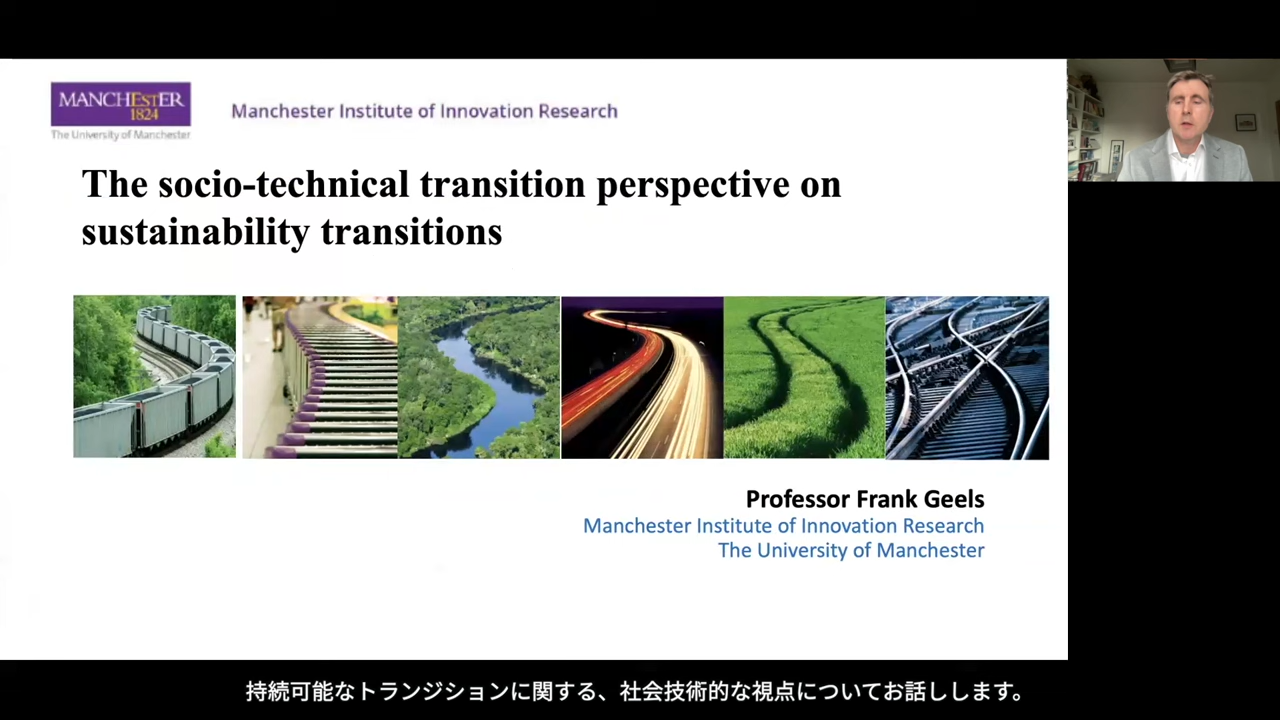 MANCHESTER
1824
The University of Manchester
Manchester Institute of Innovation Research
The socio-technical transition perspective on
sustainability transitions
Professor Frank Geels
Manchester Institute of Innovation Research
The University of Manchester
持続可能なトランジションに関する、社会技術的な視点についてお話しします。